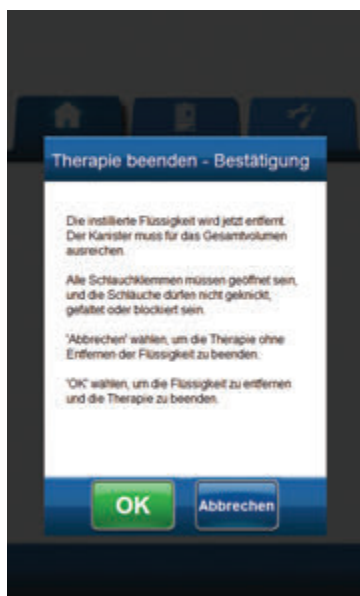 Therapie beenden - Bestätigung
Die instillierte Flüssigkeit wird jetzt entfernt.
Der Kanister muss für das Gesamtvolumen
ausreichen.
Alle Schlauchklemmen müssen geöffnet sein,
und die Schläuche dürfen nicht geknickt,
gefaltet oder blockiert sein.
'Abbrechen' wählen, um die Therapie ohne
Entfernen der Flüssigkeit zu beenden.
'OK' wählen, um die Flüssigkeit zu entfernen
und die Therapie zu beenden.
OK
Abbrechen